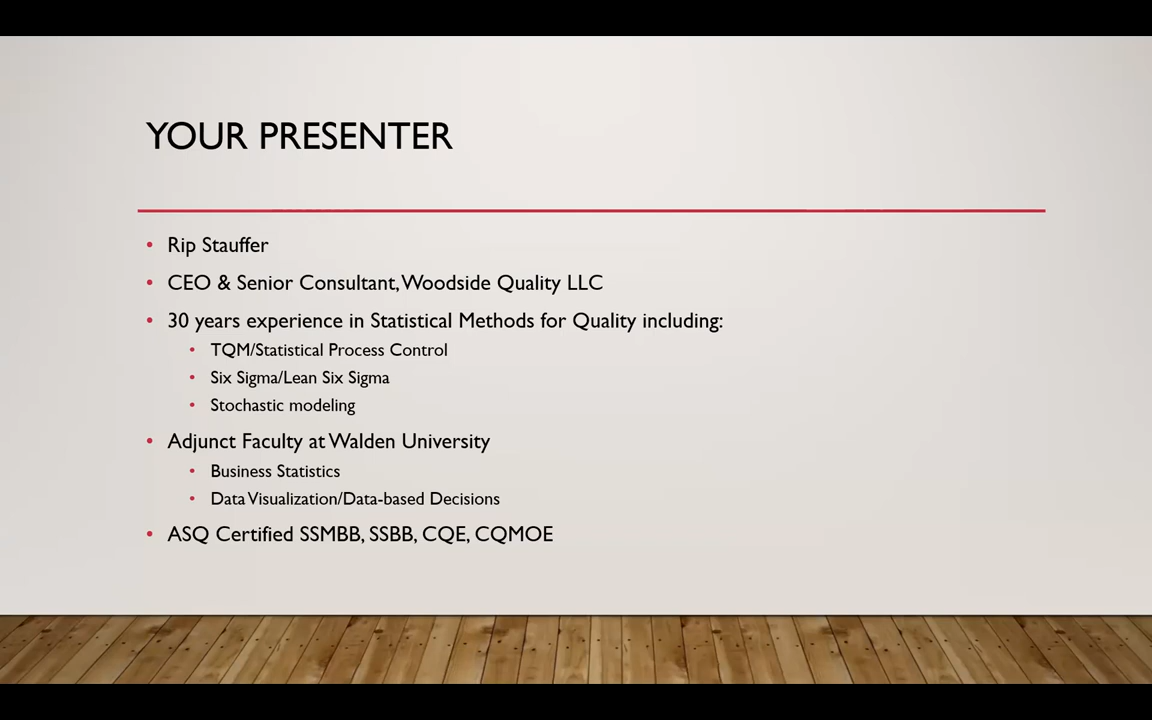 YOUR PRESENTER
• Rip Stauffer
• CEO & Senior Consultant, Woodside Quality LLC
• 30 years experience in Statistical Methods for Quality including:
• TQM/Statistical Process Control
• Six Sigma/Lean Six Sigma
• Stochastic modeling
• Adjunct Faculty at Walden University
• Business Statistics
• Data Visualization/Data-based Decisions
• ASQ Certified SSMBB, SSBB, CQE, CQMOE